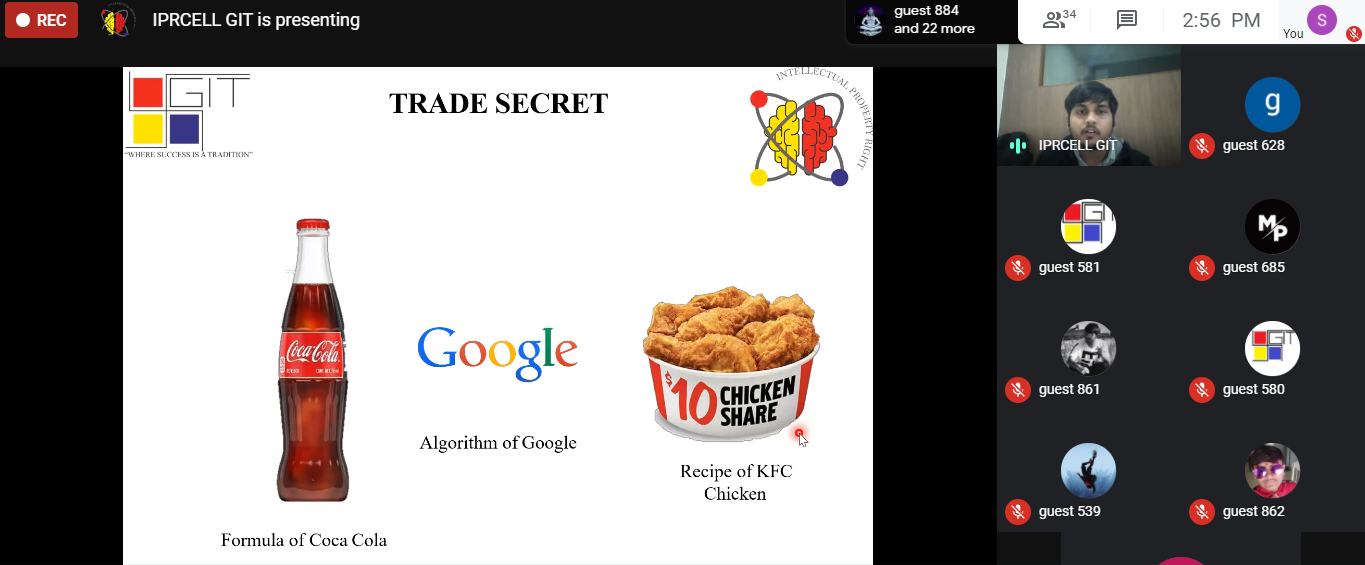 REC
IPRCELL GIT is presenting
guest 884
and 22 more
34
2:56 PM
You
S
GIT
"WHERE SUCCESS IS A TRADITION"
TRADE SECRET
INTELLECTUAL PROPERTY RIGHT
Coca-Cola
Google
$10 CHICKEN
SHARE
Algorithm of Google
Recipe of KFC
Chicken
Formula of Coca Cola
IPRCELL GIT
g
guest 628
GIT
guest 581
M/P
guest 685
guest 861
GIT
guest 580
guest 539
guest 862